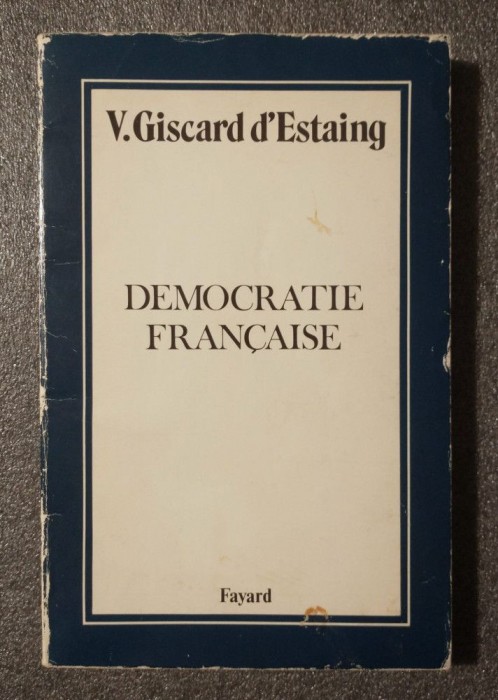 V. Giscard d'Estaing
DEMOCRATIE
FRANÇAISE
Fayard